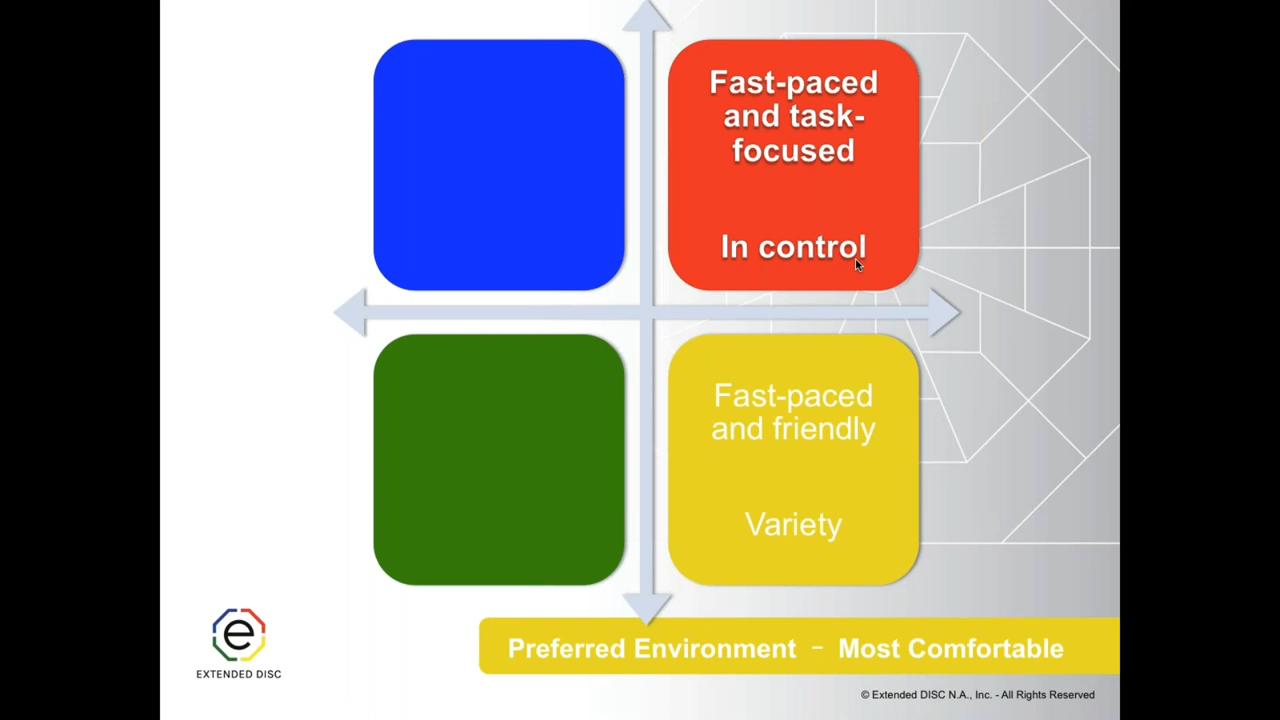 Fast-paced
and task-
focused
In control
Fast-paced
and friendly
Variety
Preferred Environment – Most Comfortable
e
EXTENDED DISC
© Extended DISC N.A., Inc. - All Rights Reserved